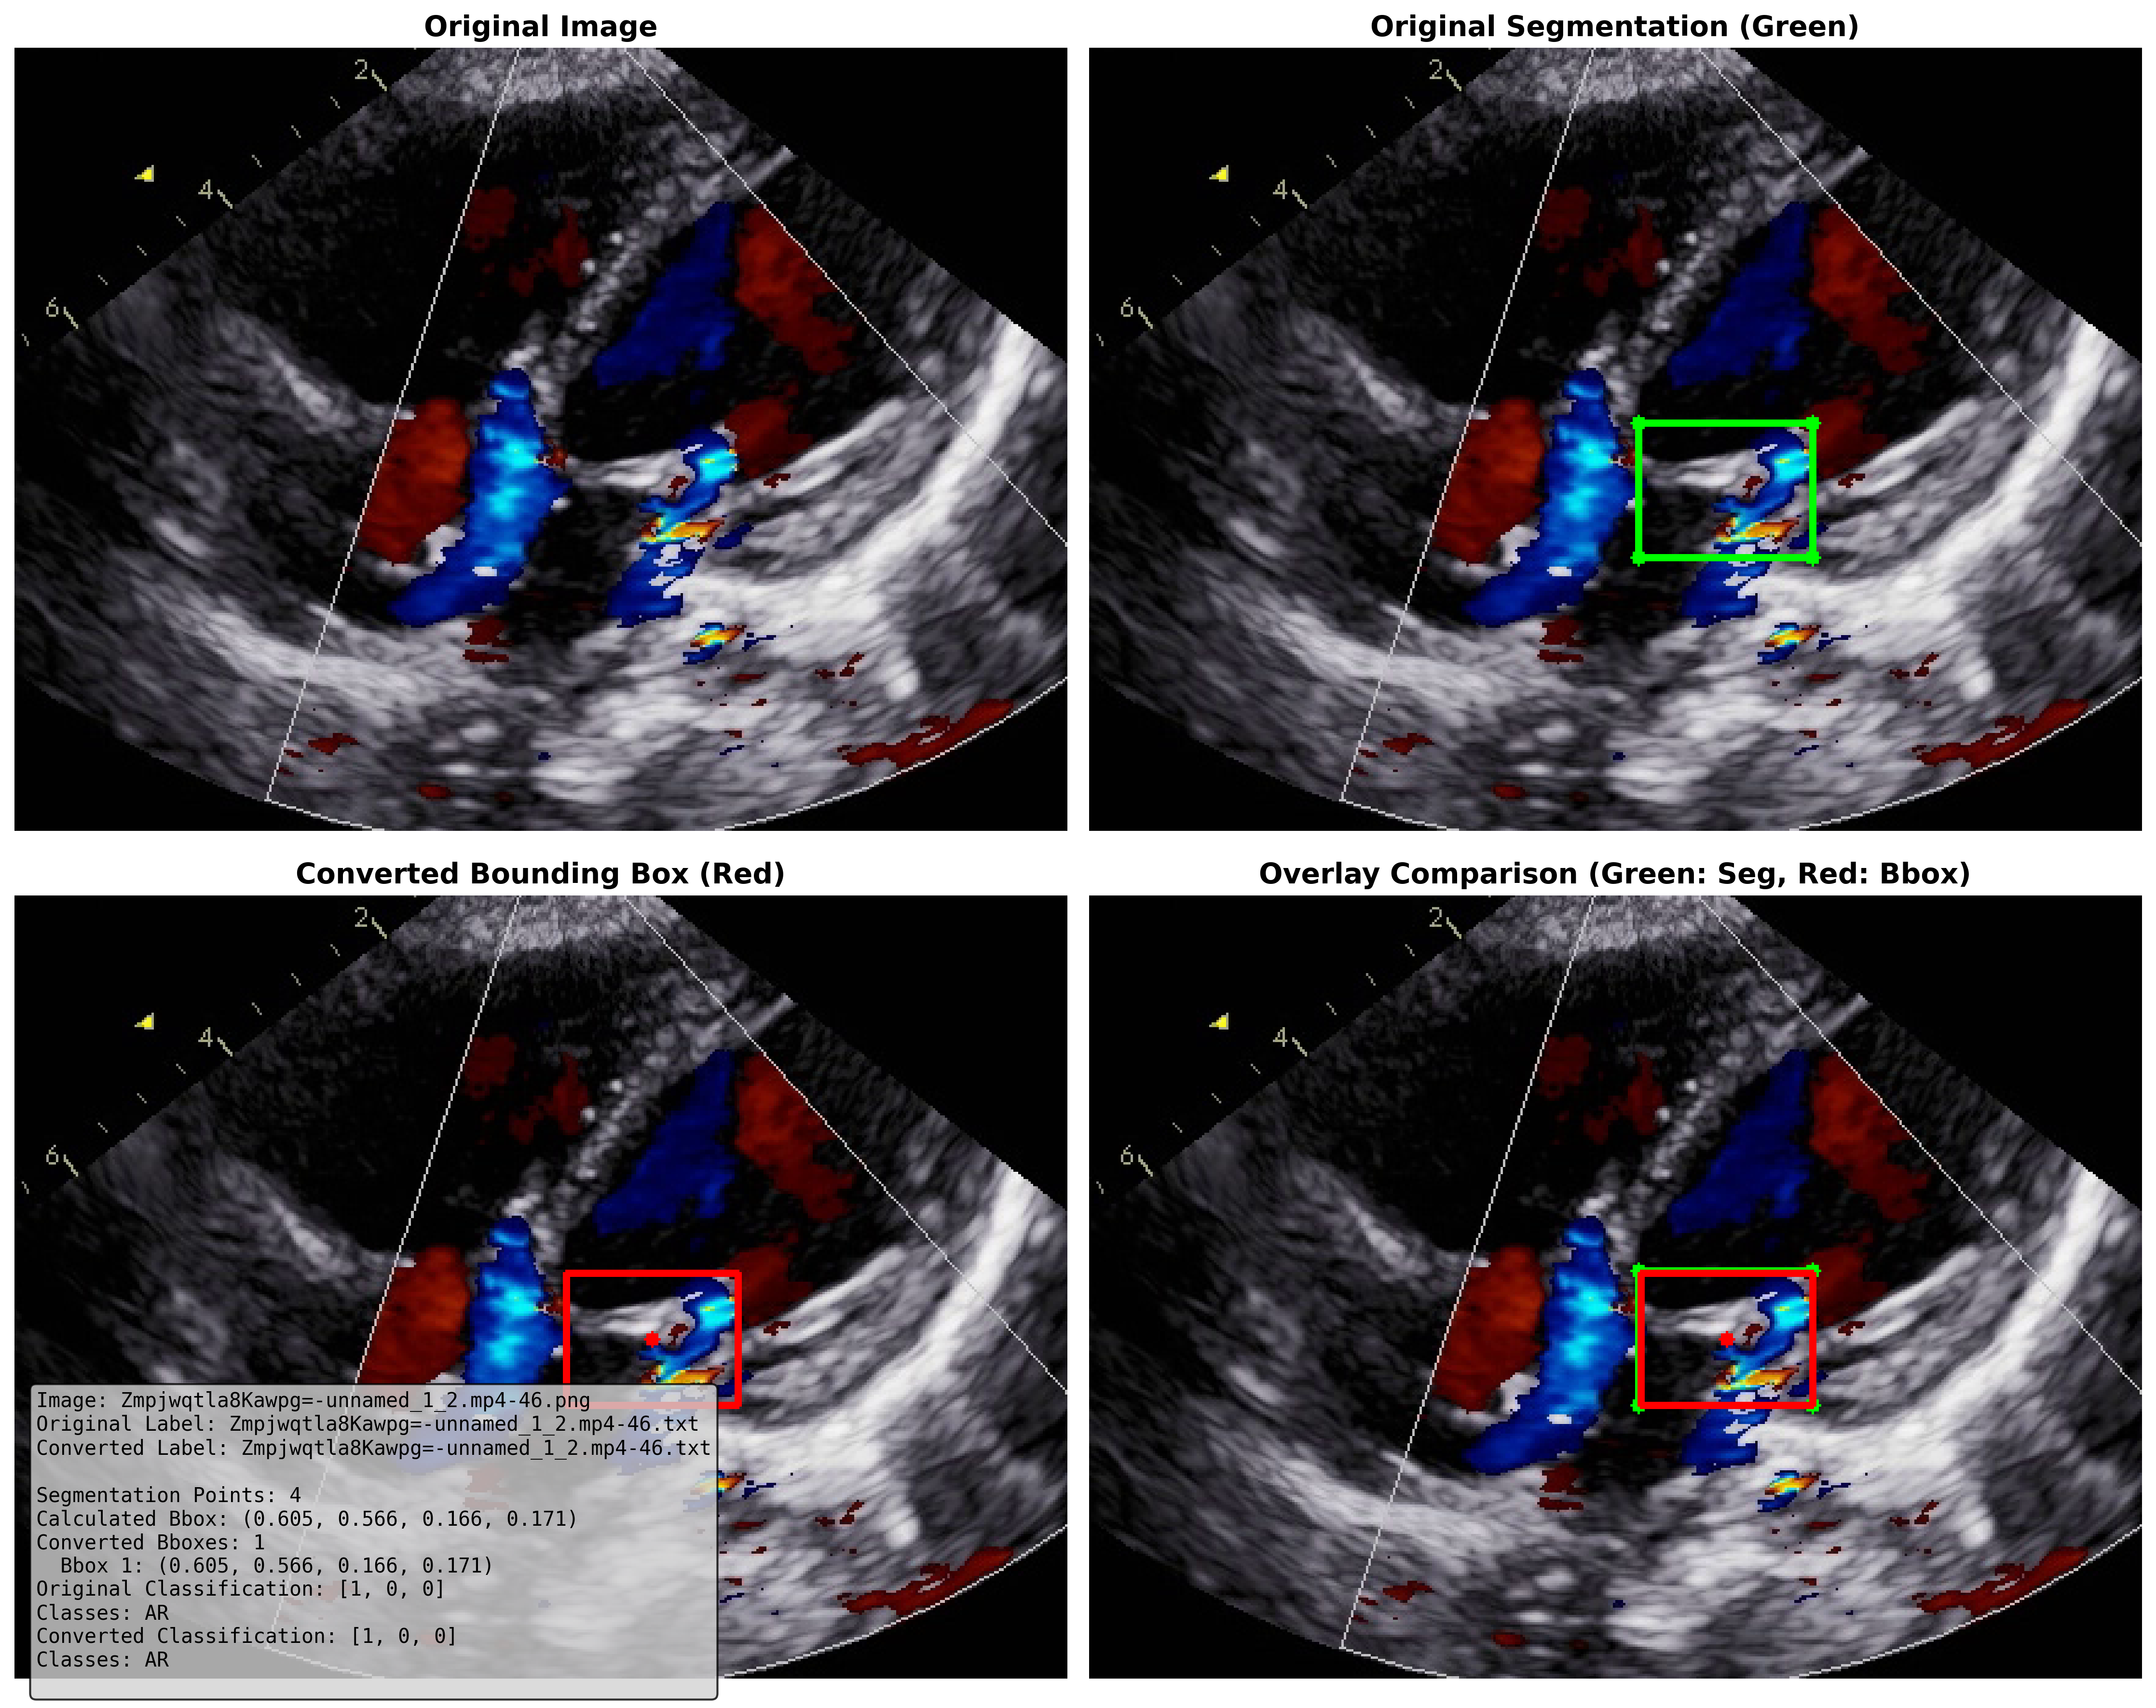 Original Image
Original Segmentation (Green)
2
4
6
2
4
6
Converted Bounding Box (Red)
Overlay Comparison (Green: Seg, Red: Bbox)
2
4
6
2
4
6
Image: Zmpjwqtla8Kawpg=-unnamed_1_2.mp4-46.png
Original Label: Zmpjwqtla8Kawpg=-unnamed_1_2.mp4-46.txt
Converted Label: Zmpjwqtla8Kawpg=-unnamed_1_2.mp4-46.txt
Segmentation Points: 4
Calculated Bbox: (0.605, 0.566, 0.166, 0.171)
Converted Bboxes: 1
Bbox 1: (0.605, 0.566, 0.166, 0.171)
Original Classification: [1, 0, 0]
Classes: AR
Converted Classification: [1, 0, 0]
Classes: AR